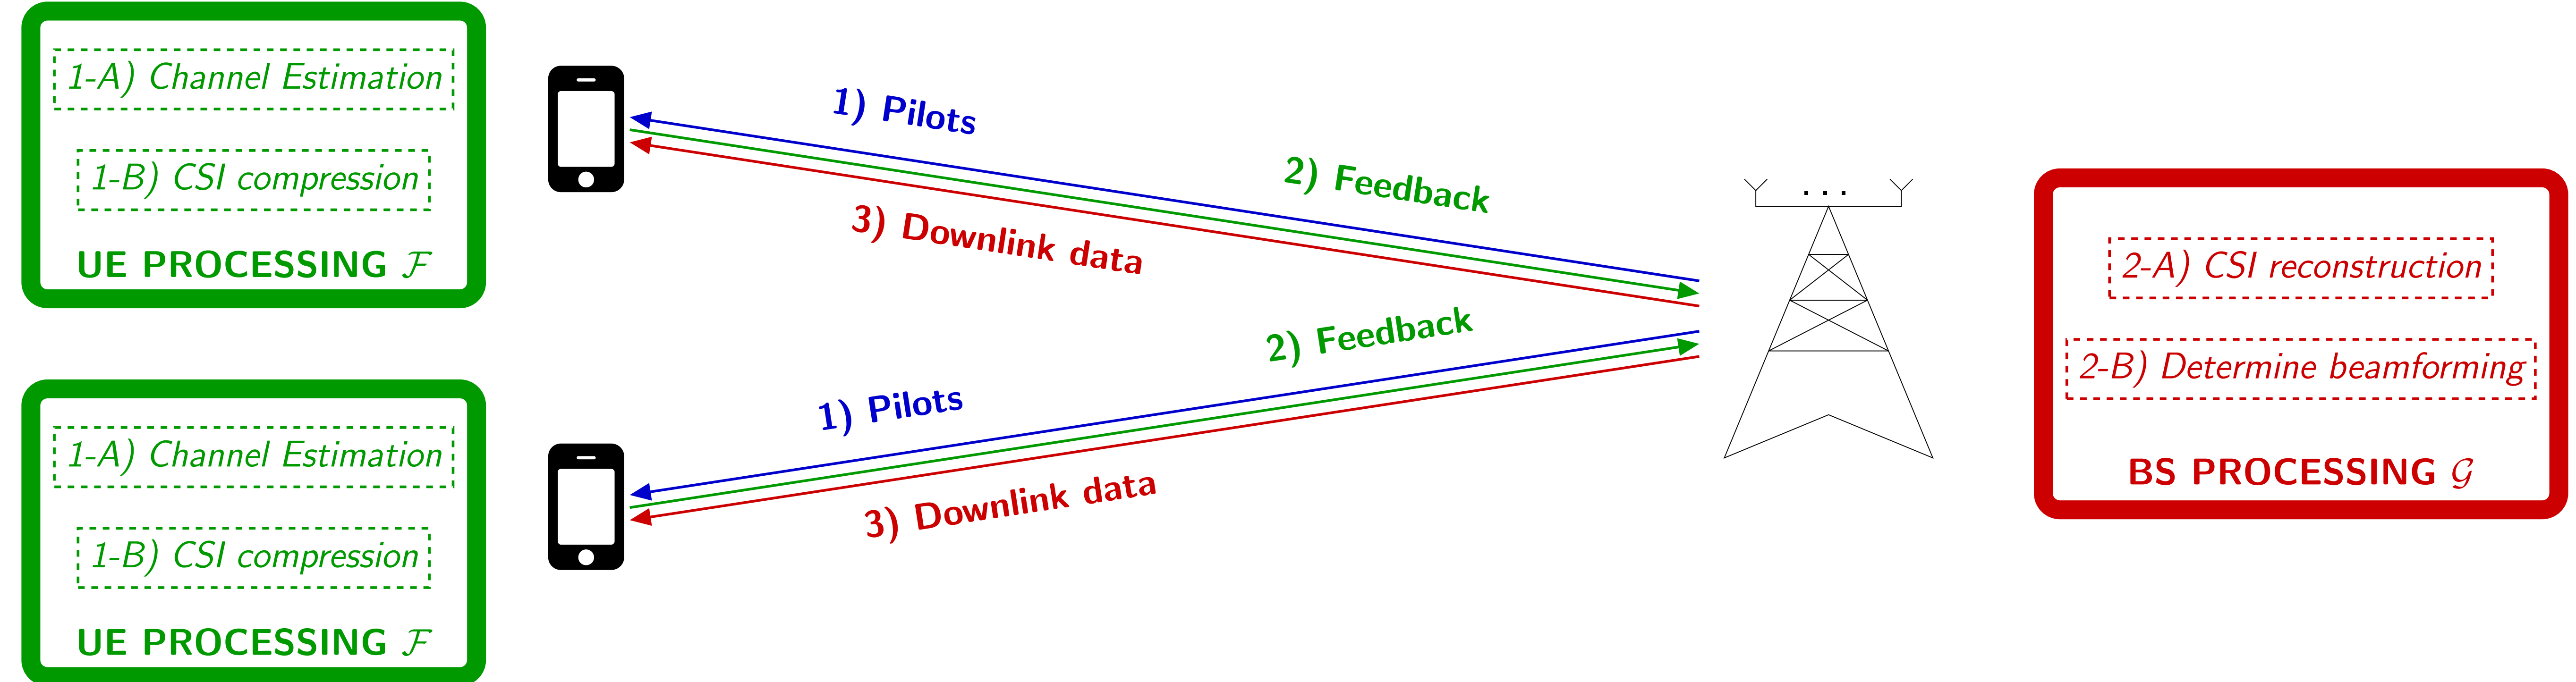 1-A) Channel Estimation
1-B) CSI compression
UE PROCESSING ℱ
1) Pilots
2) Feedback
3) Downlink data
. . .
2-A) CSI reconstruction
2-B) Determine beamforming
BS PROCESSING 𝒢
2) Feedback
1) Pilots
3) Downlink data
1-A) Channel Estimation
1-B) CSI compression
UE PROCESSING ℱ